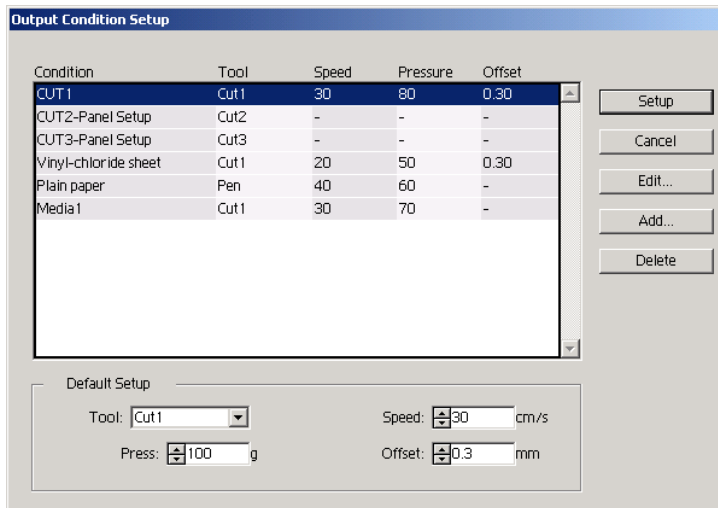 Output Condition Setup
Condition Tool Speed Pressure Offset
CUT1 Cut1 30 80 0.30
CUT2-Panel Setup Cut2 - - -
CUT3-Panel Setup Cut3 - - -
Vinyl-chloride sheet Cut1 20 50 0.30
Plain paper Pen 40 60 -
Media1 Cut1 30 70 -
Setup
Cancel
Edit...
Add...
Delete
Default Setup
Tool: Cut1 Speed: 30 cm/s
Press: 100 g Offset: 0.3 mm